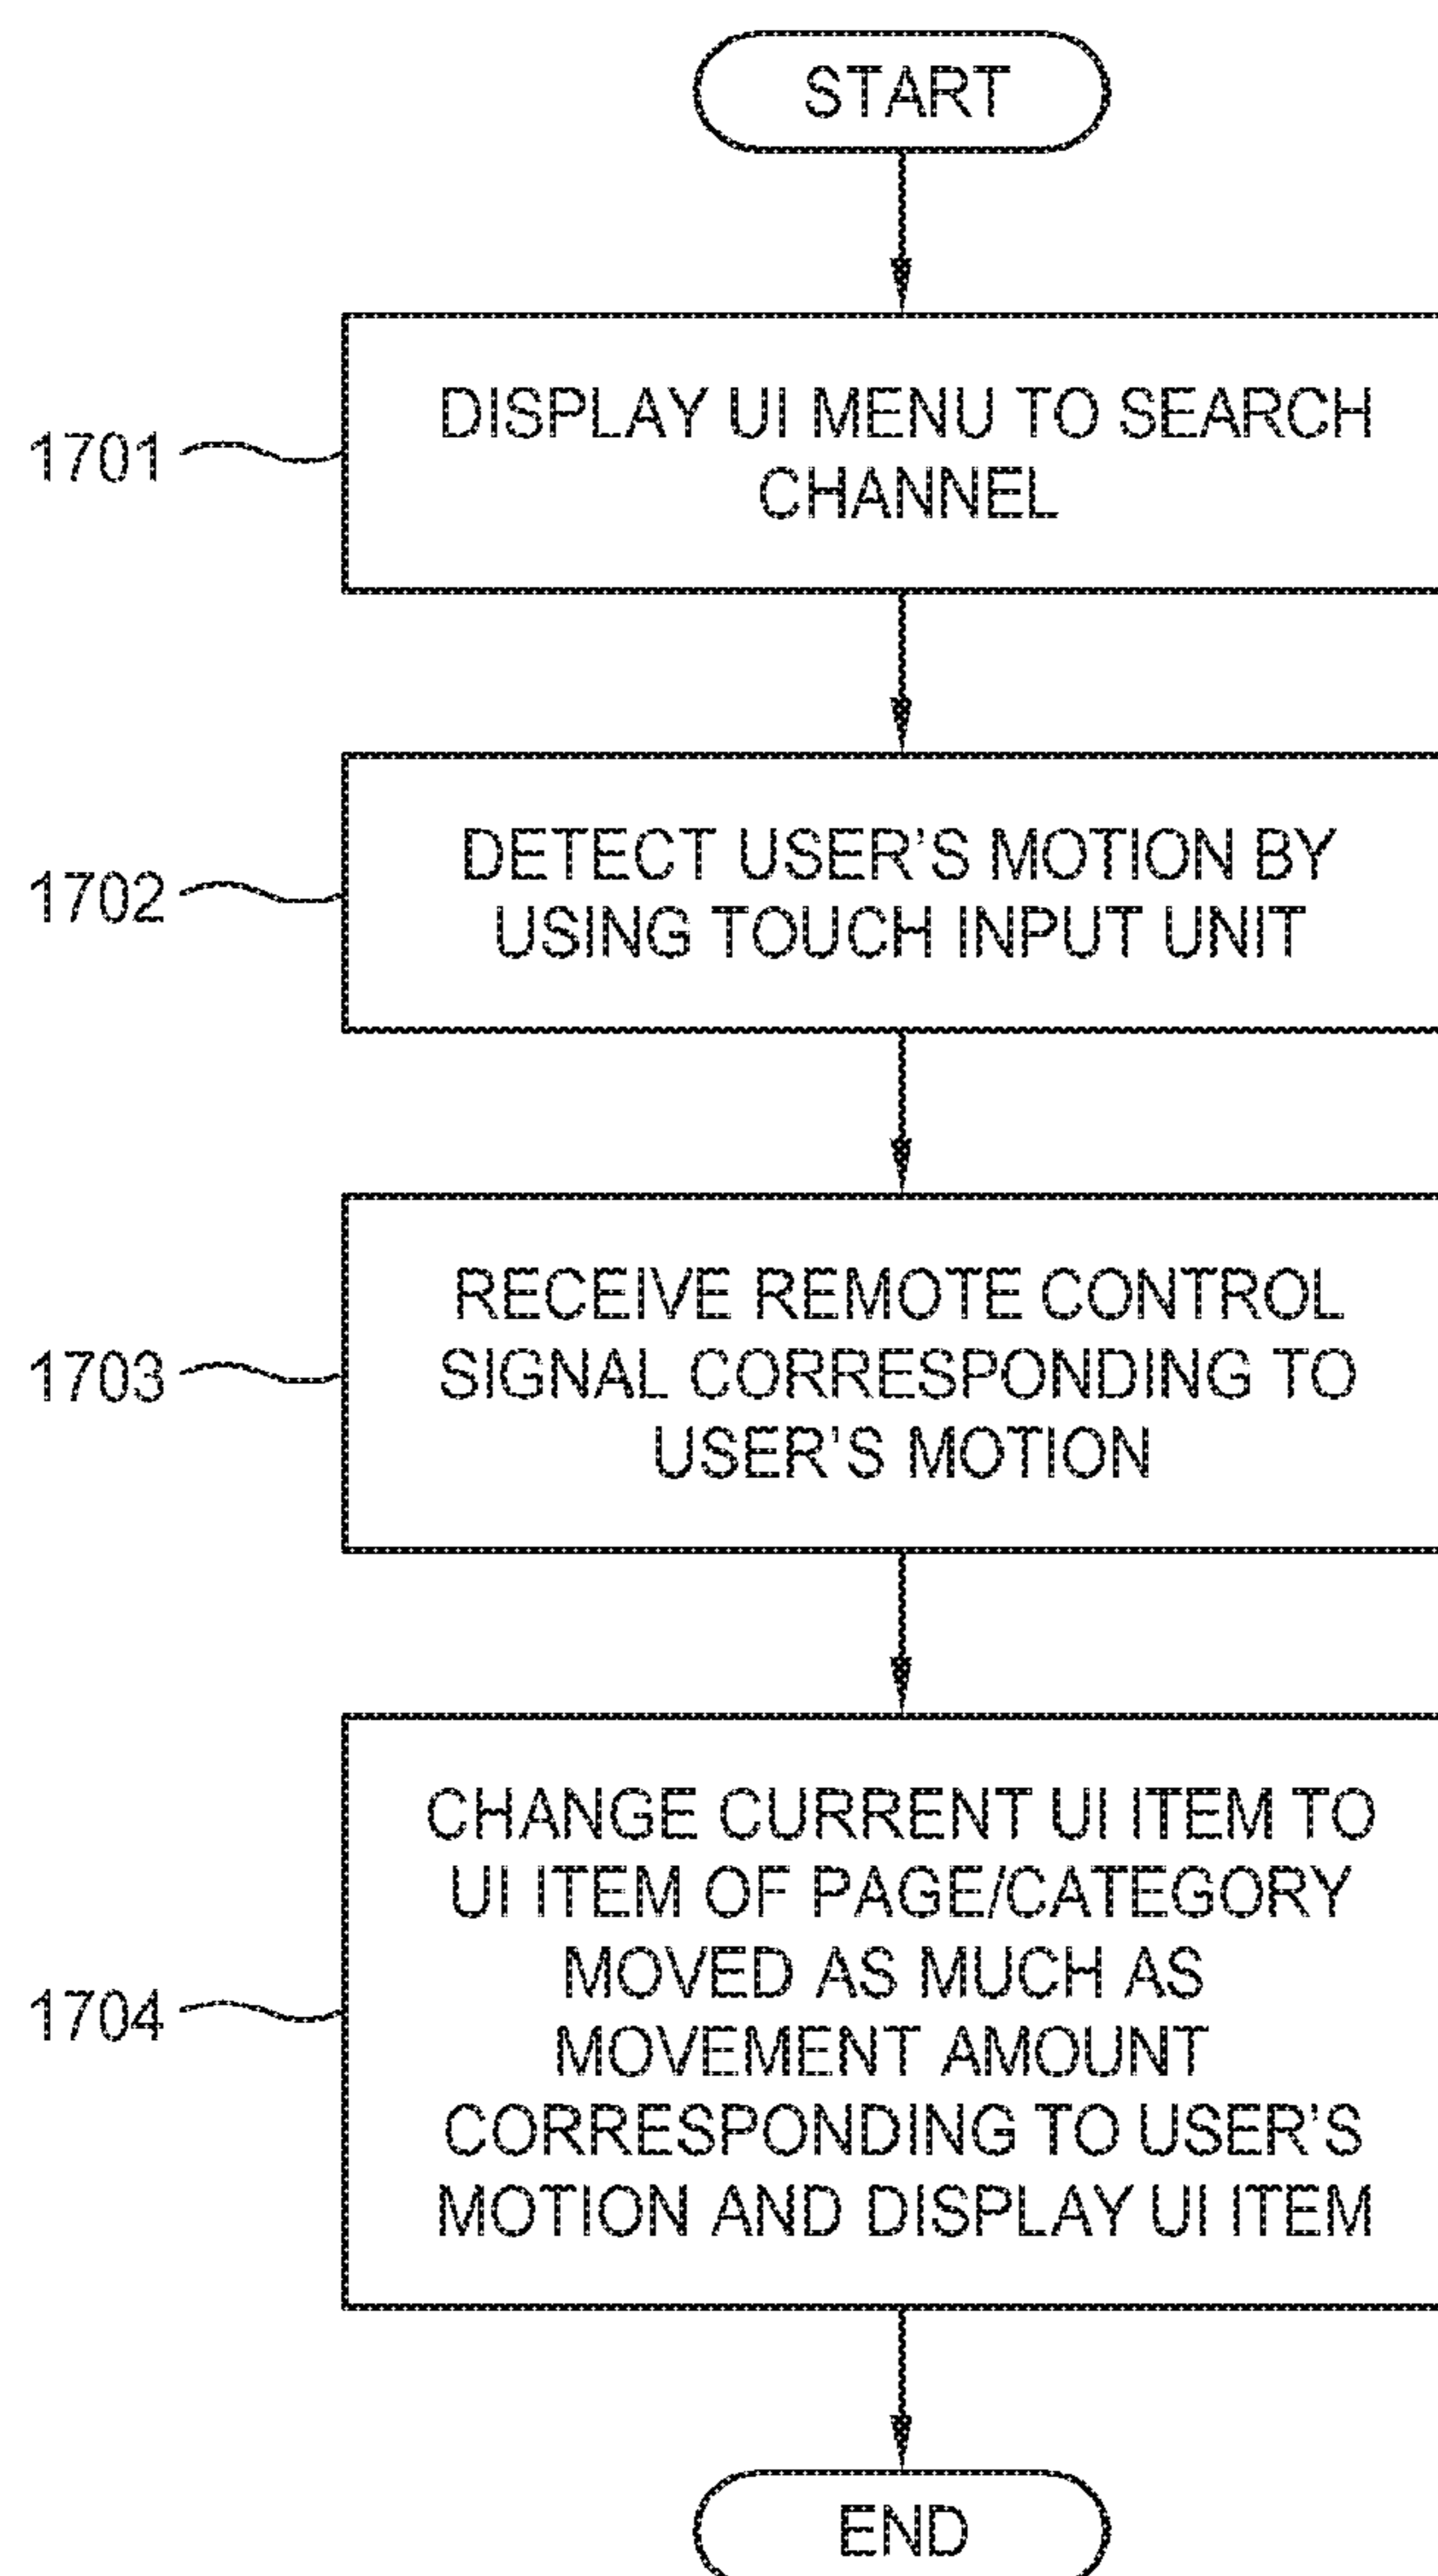 START
1701
DISPLAY UI MENU TO SEARCH
CHANNEL
1702
DETECT USER'S MOTION BY
USING TOUCH INPUT UNIT
1703
RECEIVE REMOTE CONTROL
SIGNAL CORRESPONDING TO
USER'S MOTION
1704
CHANGE CURRENT UI ITEM TO
UI ITEM OF PAGE/CATEGORY
MOVED AS MUCH AS
MOVEMENT AMOUNT
CORRESPONDING TO USER'S
MOTION AND DISPLAY UI ITEM
END